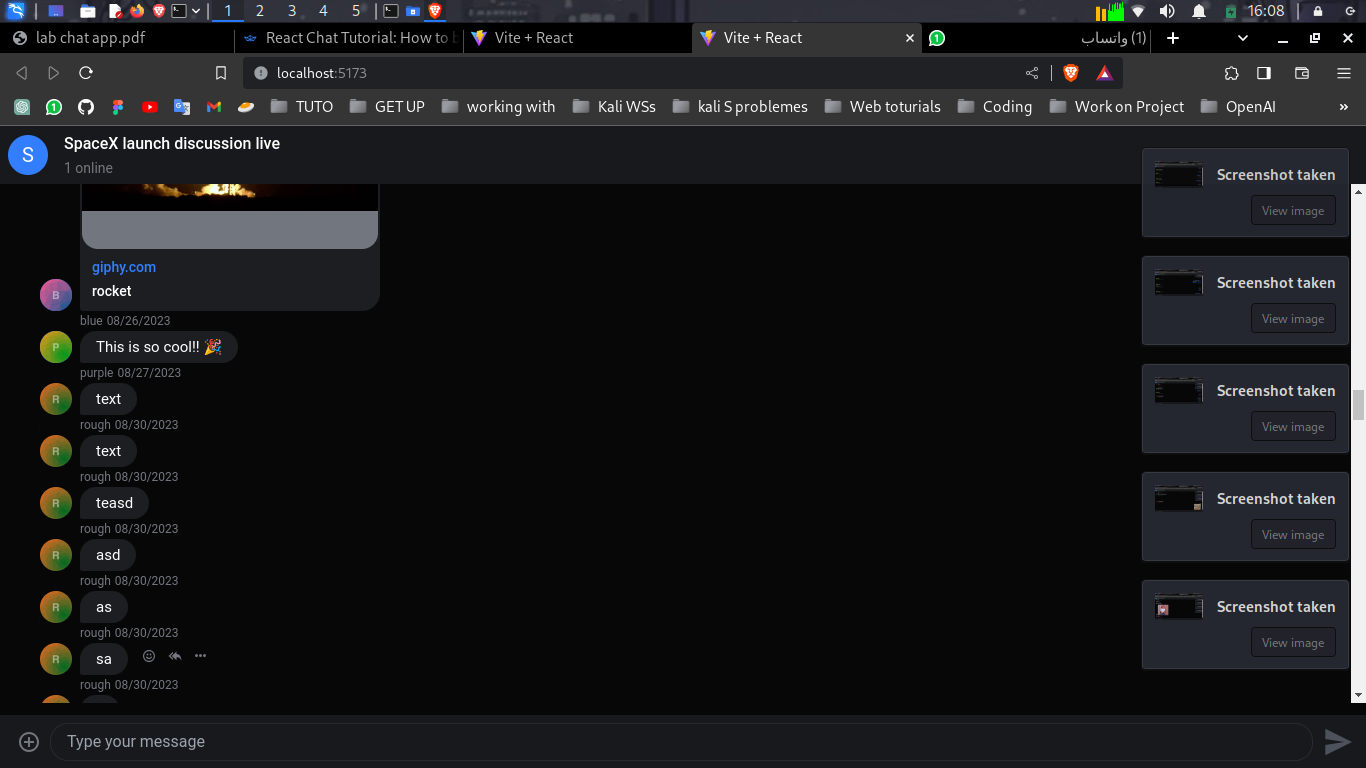 1 2 3 4 5 16:08
lab chat app.pdf React Chat Tutorial: How to b Vite + React Vite + React (1) واتساب
localhost:5173
TUTO GET UP working with Kali WSs kali S problemes Web toturials Coding Work on Project OpenAI »
S
SpaceX launch discussion live
1 online
giphy.com
rocket
B
blue 08/26/2023
P
This is so cool!! 🎉
purple 08/27/2023
R
text
rough 08/30/2023
R
text
rough 08/30/2023
R
teasd
rough 08/30/2023
R
asd
rough 08/30/2023
R
as
rough 08/30/2023
R
sa
rough 08/30/2023
Type your message
Screenshot taken
View image
Screenshot taken
View image
Screenshot taken
View image
Screenshot taken
View image
Screenshot taken
View image